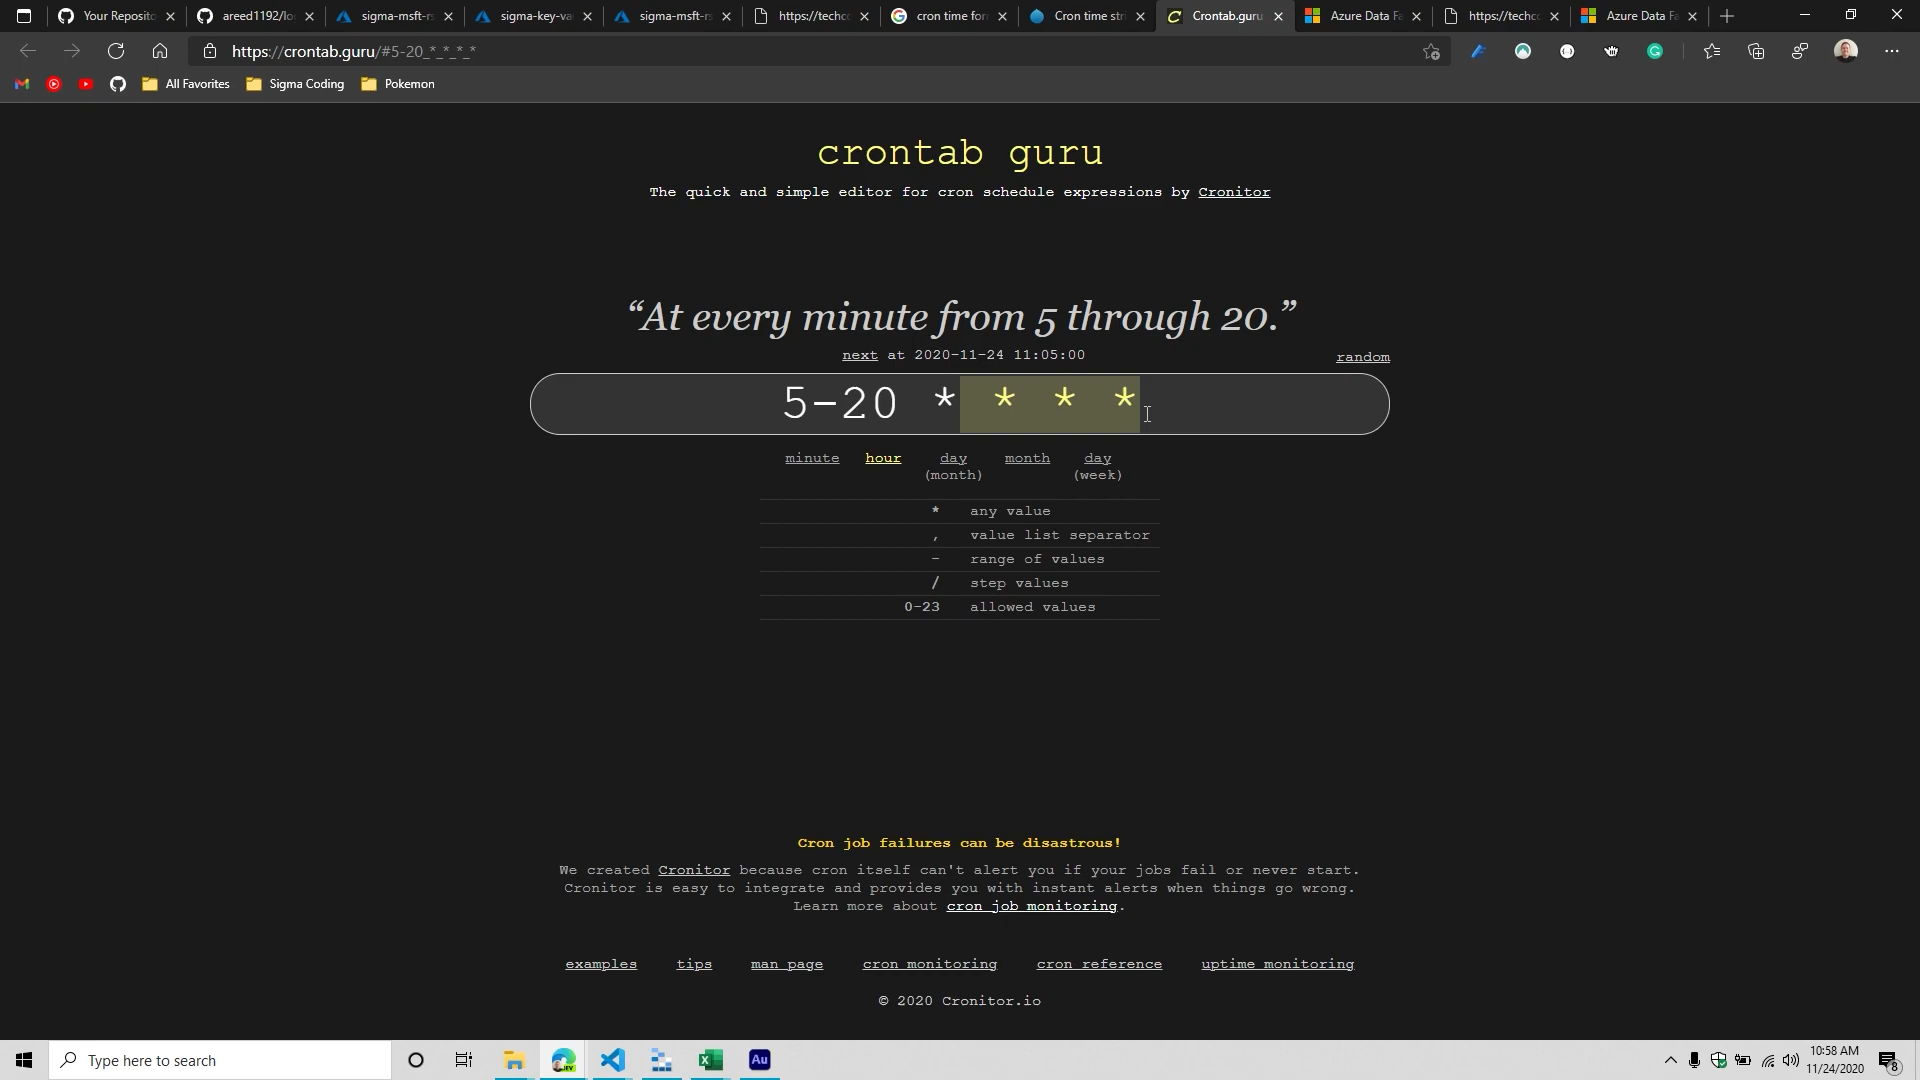 Your Reposito
areed1192/lo
sigma-msft-rs
sigma-key-va
sigma-msft-rs
https://techcc
cron time for
Cron time str
Crontab.guru
Azure Data Fa
https://techcc
Azure Data Fa
https://crontab.guru/#5-20_*_*_*_*
All Favorites
Sigma Coding
Pokemon
crontab guru
The quick and simple editor for cron schedule expressions by Cronitor
“At every minute from 5 through 20.”
next at 2020-11-24 11:05:00
random
5-20 * * * *
minute hour day (month) month day (week)
* any value
, value list separator
- range of values
/ step values
0-23 allowed values
Cron job failures can be disastrous!
We created Cronitor because cron itself can't alert you if your jobs fail or never start.
Cronitor is easy to integrate and provides you with instant alerts when things go wrong.
Learn more about cron job monitoring.
examples tips man page cron monitoring cron reference uptime monitoring
© 2020 Cronitor.io
Type here to search
Au
10:58 AM
11/24/2020
8